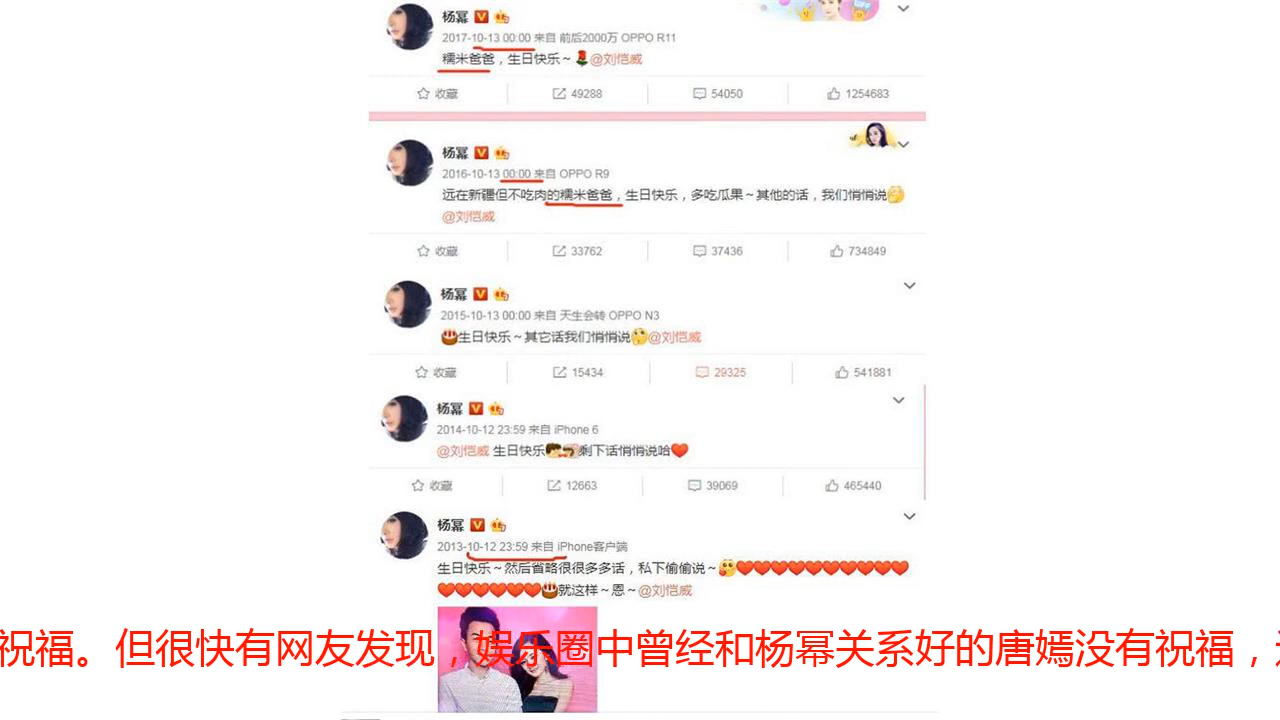 杨幂
2017-10-13 00:00 来自 前后2000万 OPPO R11
糯米爸爸，生日快乐～@刘恺威
收藏 49288 54050 1254683
杨幂
2016-10-13 00:00 来自 OPPO R9
远在新疆但不吃肉的糯米爸爸，生日快乐，多吃瓜果～其他的话，我们悄悄说
@刘恺威
收藏 33762 37436 734849
杨幂
2015-10-13 00:00 来自 天生会转 OPPO N3
生日快乐～其它话我们悄悄说@刘恺威
收藏 15434 29325 541881
杨幂
2014-10-12 23:59 来自 iPhone 6
@刘恺威 生日快乐剩下话悄悄说哈
收藏 12663 39069 465440
杨幂
2013-10-12 23:59 来自 iPhone客户端
生日快乐～然后省略很很多多话，私下偷偷说～
就这样～恩～@刘恺威
祝福。但很快有网友发现，娱乐圈中曾经和杨幂关系好的唐嫣没有祝福，